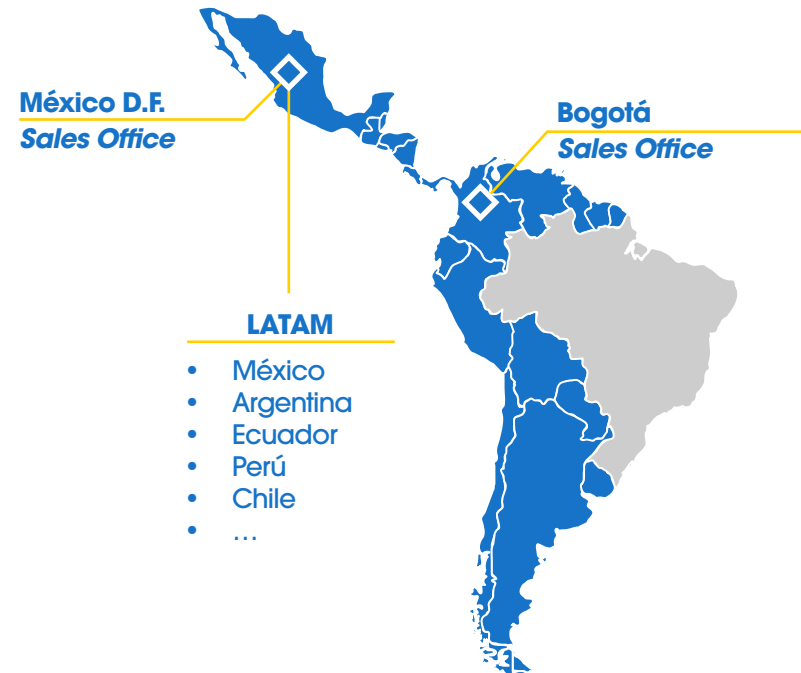 México D.F.
Sales Office
Bogotá
Sales Office
LATAM
• México
• Argentina
• Ecuador
• Perú
• Chile
• …